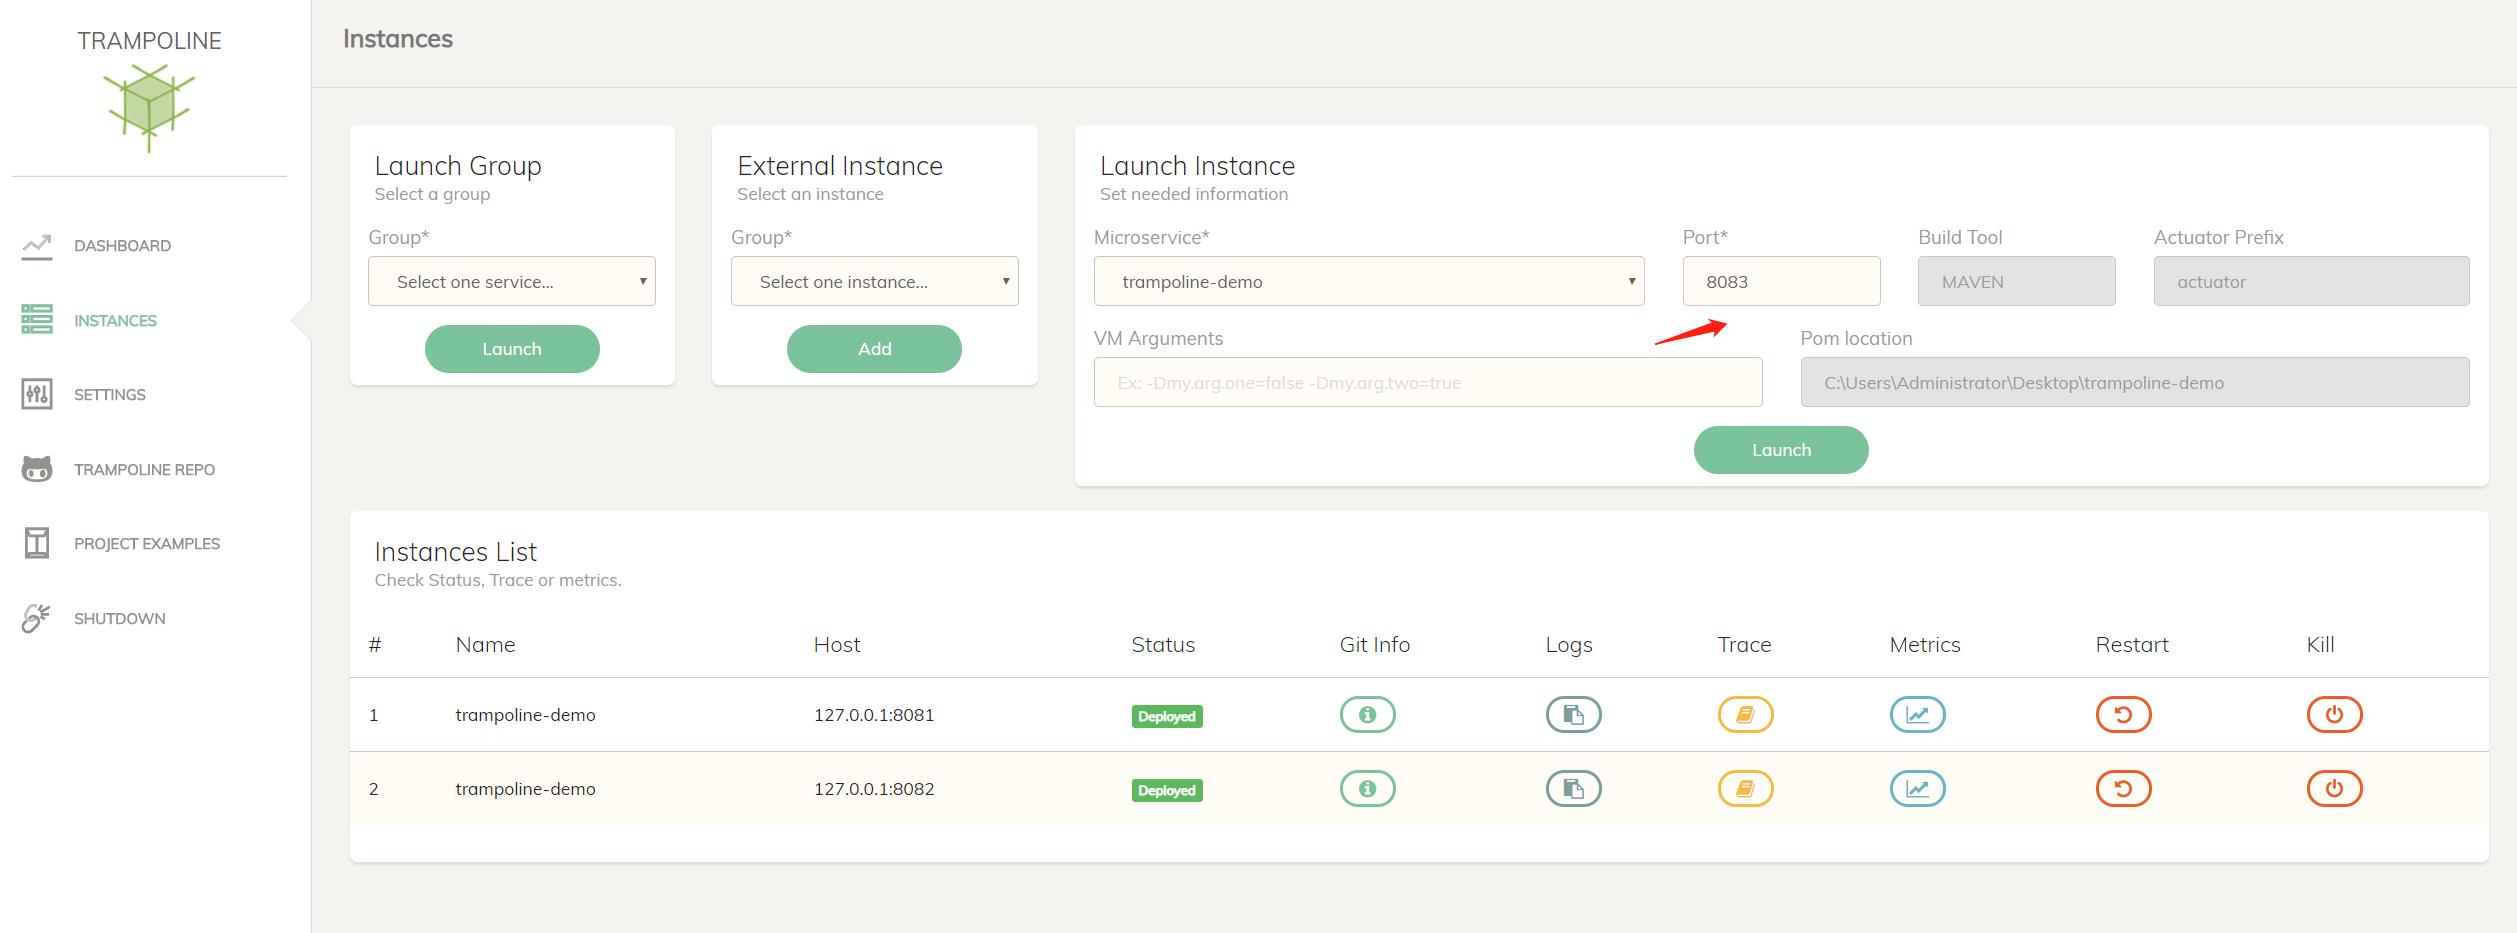 TRAMPOLINE
DASHBOARD
INSTANCES
SETTINGS
TRAMPOLINE REPO
PROJECT EXAMPLES
SHUTDOWN
Instances
Launch Group
Select a group
Group*
Select one service...
Launch
External Instance
Select an instance
Group*
Select one instance...
Add
Launch Instance
Set needed information
Microservice* Port* Build Tool Actuator Prefix
trampoline-demo 8083 MAVEN actuator
VM Arguments Pom location
Ex: -Dmy.arg.one=false -Dmy.arg.two=true C:\Users\Administrator\Desktop\trampoline-demo
Launch
Instances List
Check Status, Trace or metrics.
# Name Host Status Git Info Logs Trace Metrics Restart Kill
1 trampoline-demo 127.0.0.1:8081 Deployed
2 trampoline-demo 127.0.0.1:8082 Deployed